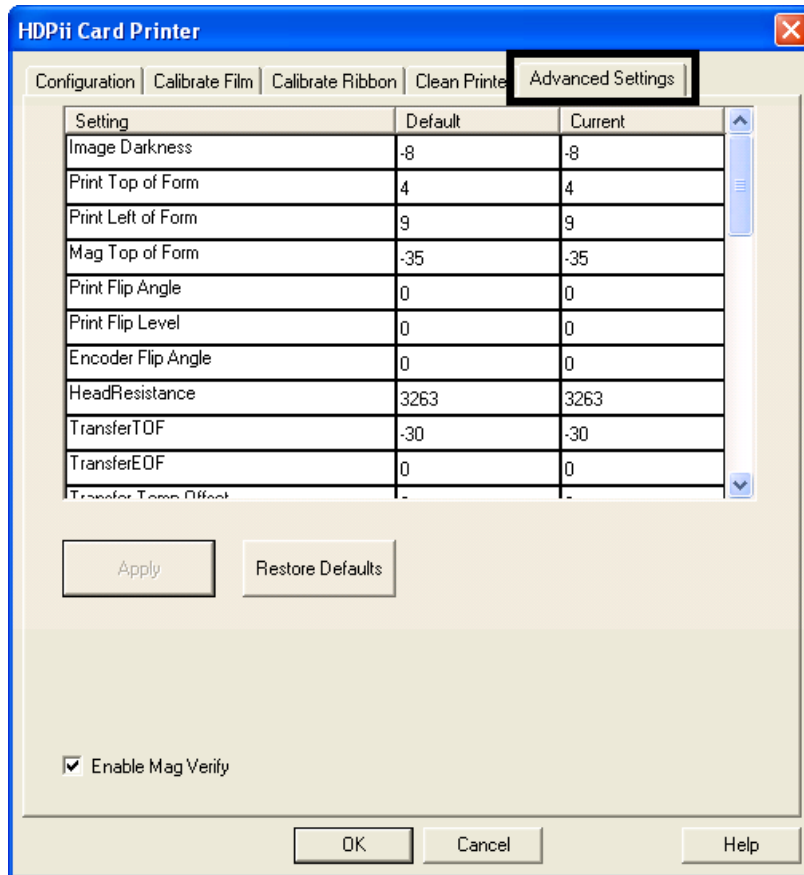 HDPii Card Printer
Configuration Calibrate Film Calibrate Ribbon Clean Printe Advanced Settings
Setting Default Current
Image Darkness -8 -8
Print Top of Form 4 4
Print Left of Form 9 9
Mag Top of Form -35 -35
Print Flip Angle 0 0
Print Flip Level 0 0
Encoder Flip Angle 0 0
HeadResistance 3263 3263
TransferTOF -30 -30
TransferEOF 0 0
Transfer Temp Offset
Apply Restore Defaults
Enable Mag Verify
OK Cancel Help